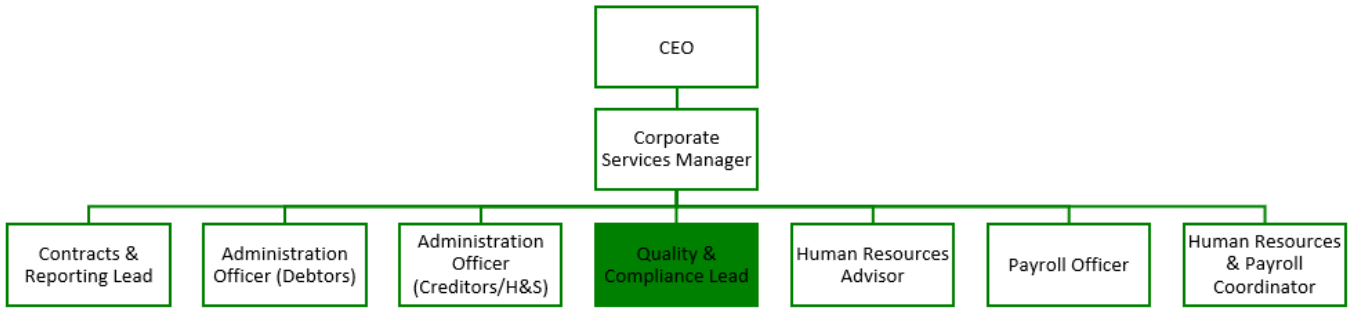 CEO
Corporate
Services Manager
Contracts &
Reporting Lead
Administration
Officer (Debtors)
Administration
Officer
(Creditors/H&S)
Quality &
Compliance Lead
Human Resources
Advisor
Payroll Officer
Human Resources
& Payroll
Coordinator